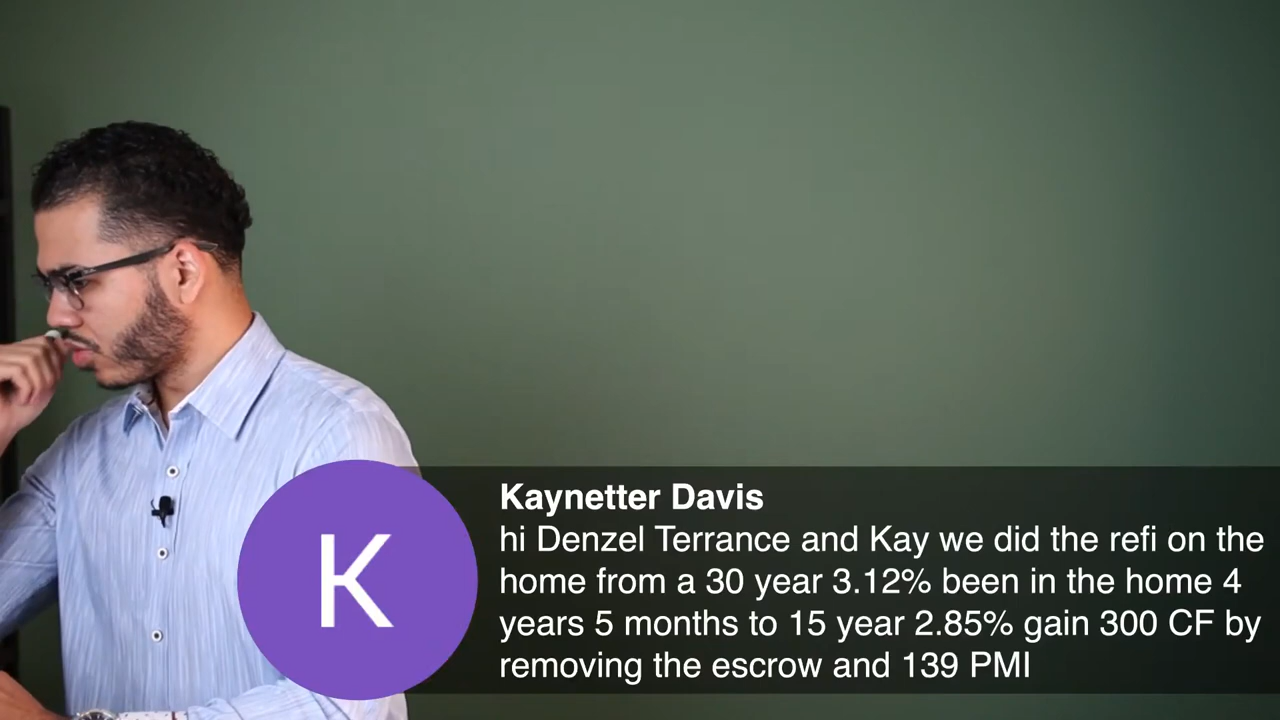 K
Kaynetter Davis
hi Denzel Terrance and Kay we did the refi on the
home from a 30 year 3.12% been in the home 4
years 5 months to 15 year 2.85% gain 300 CF by
removing the escrow and 139 PMI